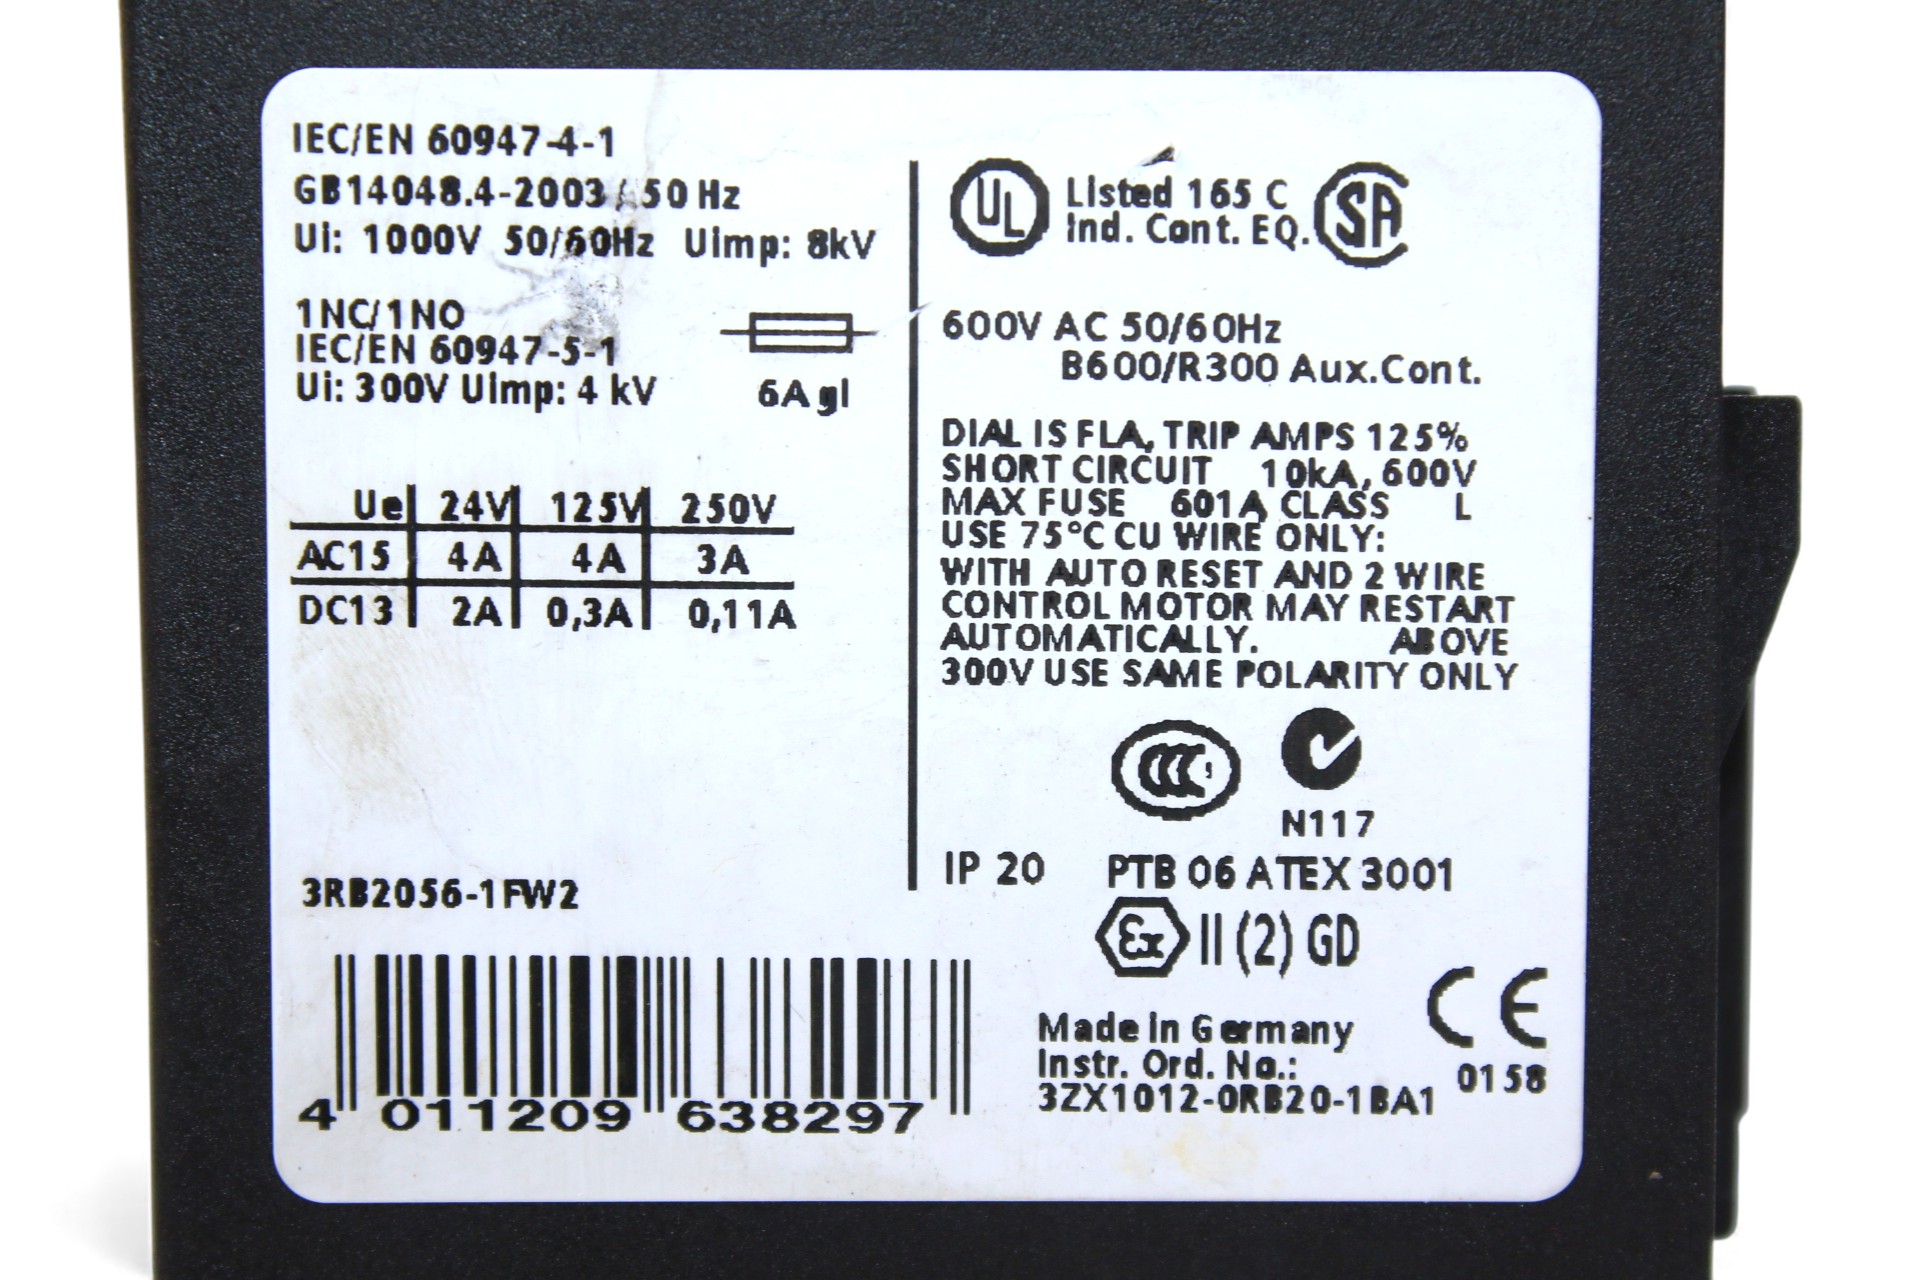 IEC/EN 60947-4-1
GB14048.4-2003 / 50 Hz
Ui: 1000V 50/60Hz Uimp: 8kV
1NC/1NO
IEC/EN 60947-5-1
Ui: 300V Uimp: 4 kV
6A gl
Ue 24V 125V 250V
AC15 4A 4A 3A
DC13 2A 0,3A 0,11A
3RB2056-1FW2
4 011209 638297
UL Listed 165 C SA
Ind. Cont. EQ.
600V AC 50/60Hz
B600/R300 Aux.Cont.
DIAL IS FLA, TRIP AMPS 125%
SHORT CIRCUIT 10kA, 600V
MAX FUSE 601A CLASS L
USE 75°C CU WIRE ONLY:
WITH AUTO RESET AND 2 WIRE
CONTROL MOTOR MAY RESTART
AUTOMATICALLY. ABOVE
300V USE SAME POLARITY ONLY
CCC
N117
IP 20 PTB 06 ATEX 3001
Ex II (2) GD
CE
Made in Germany
Instr. Ord. No.:
0158
3ZX1012-0RB20-1BA1